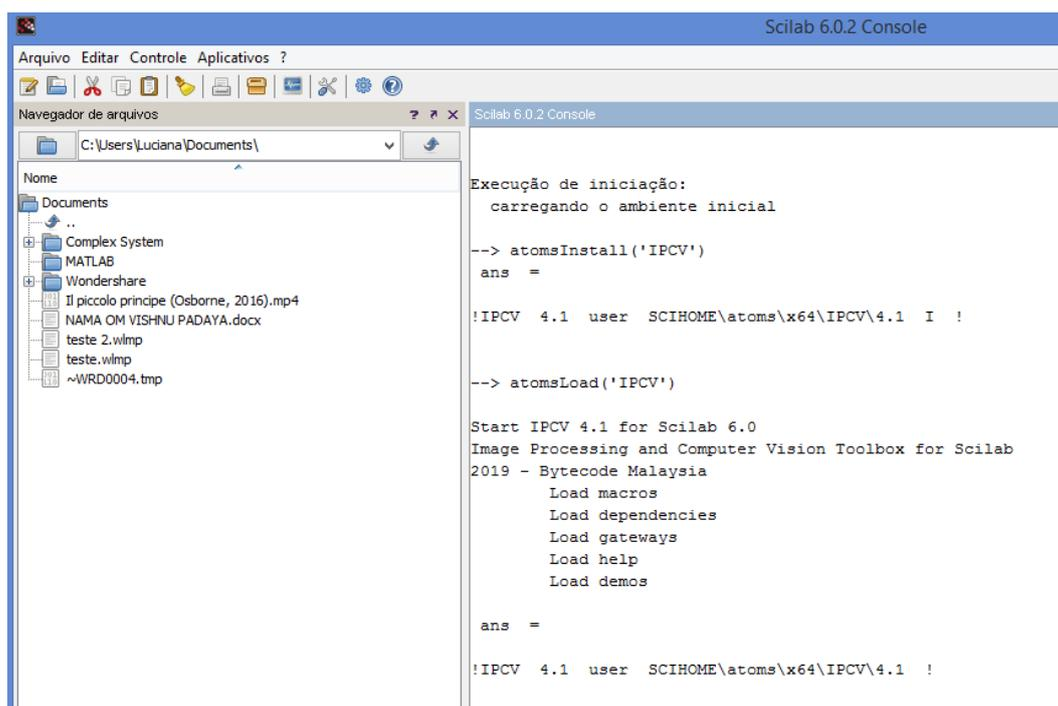 Scilab 6.0.2 Console
Arquivo Editar Controle Aplicativos ?
Navegador de arquivos ? ↗ X
C:\Users\Luciana\Documents\
Nome
Documents
..
Complex System
MATLAB
Wondershare
Il piccolo principe (Osborne, 2016).mp4
NAMA OM VISHNU PADAYA.docx
teste 2.wlmp
teste.wlmp
~WRD0004.tmp
Scilab 6.0.2 Console
Execução de iniciação:
carregando o ambiente inicial
--> atomsInstall('IPCV')
ans =
!IPCV 4.1 user SCIHOME\atoms\x64\IPCV\4.1 I !
--> atomsLoad('IPCV')
Start IPCV 4.1 for Scilab 6.0
Image Processing and Computer Vision Toolbox for Scilab
2019 - Bytecode Malaysia
Load macros
Load dependencies
Load gateways
Load help
Load demos
ans =
!IPCV 4.1 user SCIHOME\atoms\x64\IPCV\4.1 !